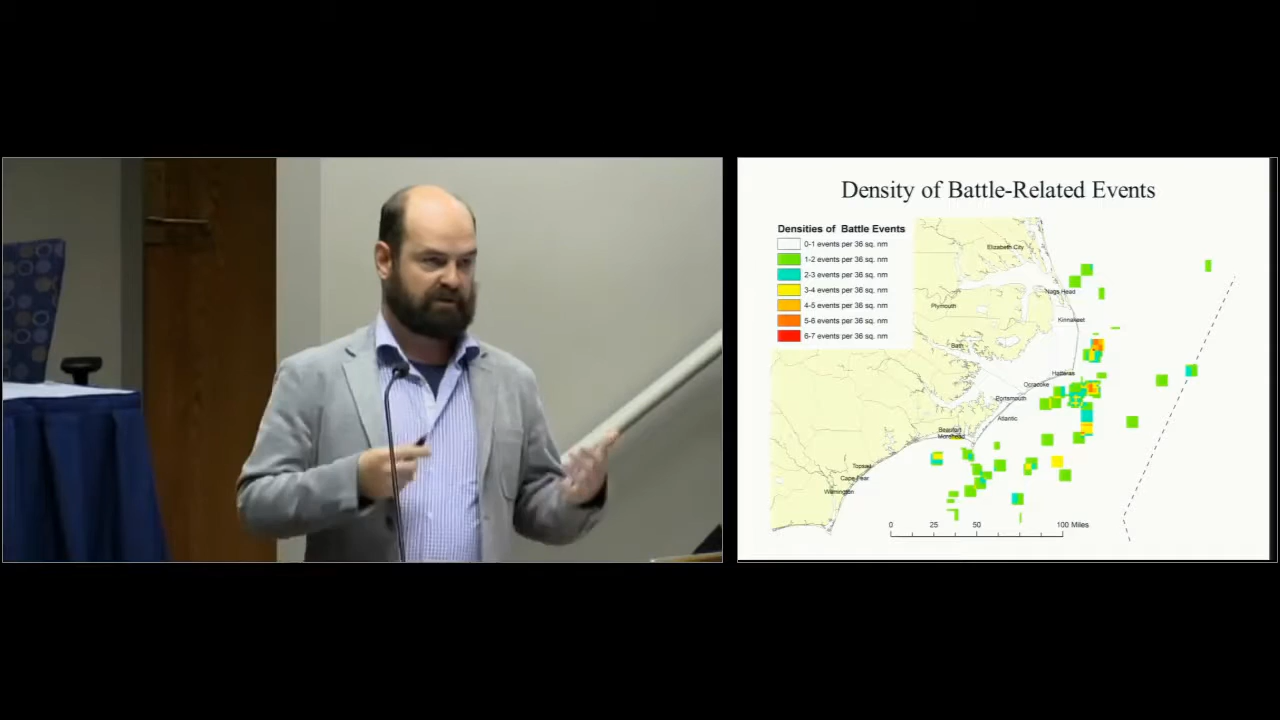 Density of Battle-Related Events
Densities of Battle Events
0-1 events per 36 sq. nm
1-2 events per 36 sq. nm
2-3 events per 36 sq. nm
3-4 events per 36 sq. nm
4-5 events per 36 sq. nm
5-6 events per 36 sq. nm
6-7 events per 36 sq. nm
Elizabeth City
Nags Head
Plymouth
Kinnakeet
Bath
Hatteras
Ocracoke
Portsmouth
Atlantic
Beaufort
Morehead
Topsail
Cape Fear
Wilmington
0 25 50 100 Miles